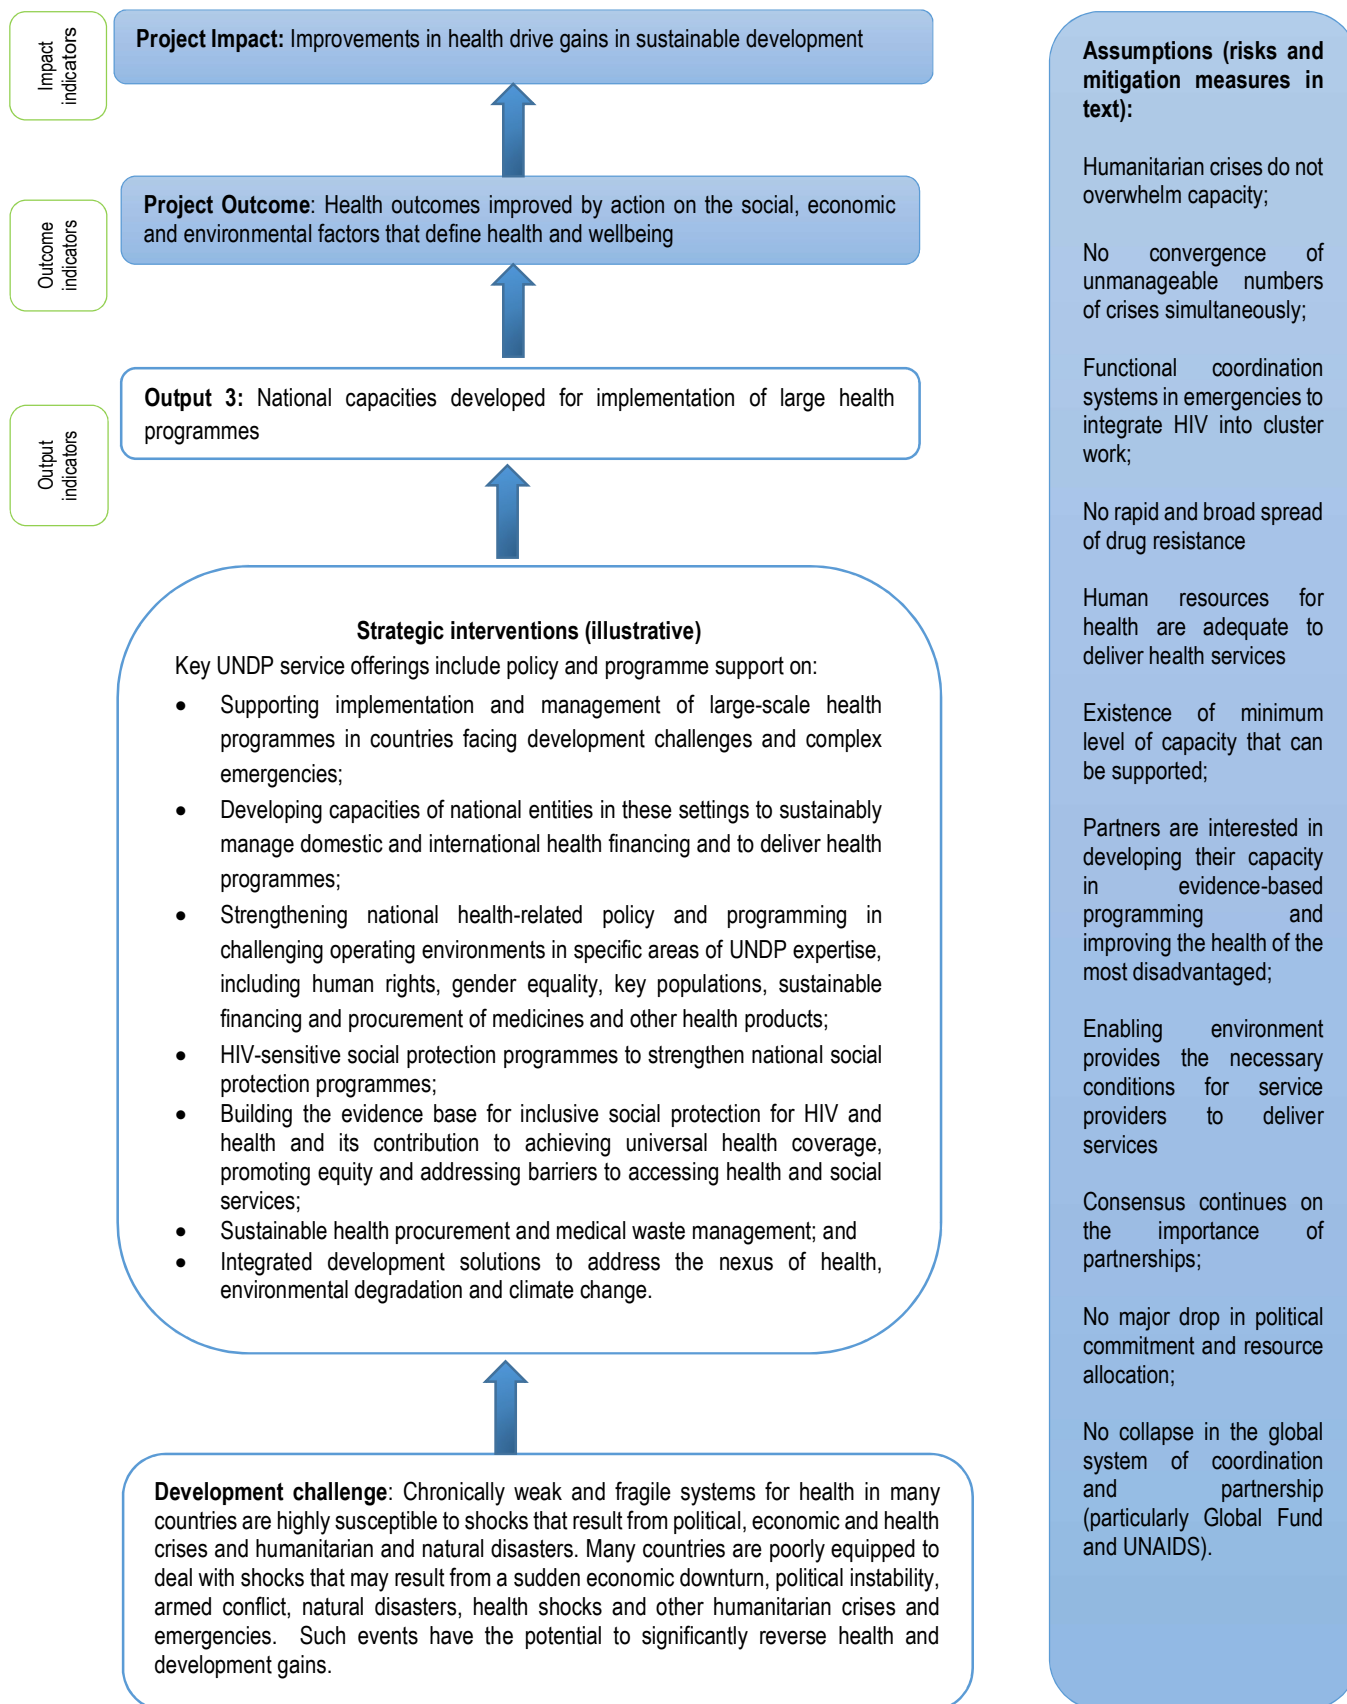 Impact
indicators
Project Impact: Improvements in health drive gains in sustainable development
Outcome
indicators
Project Outcome: Health outcomes improved by action on the social, economic
and environmental factors that define health and wellbeing
Output
indicators
Output 3: National capacities developed for implementation of large health
programmes
Strategic interventions (illustrative)
Key UNDP service offerings include policy and programme support on:
• Supporting implementation and management of large-scale health
programmes in countries facing development challenges and complex
emergencies;
• Developing capacities of national entities in these settings to sustainably
manage domestic and international health financing and to deliver health
programmes;
• Strengthening national health-related policy and programming in
challenging operating environments in specific areas of UNDP expertise,
including human rights, gender equality, key populations, sustainable
financing and procurement of medicines and other health products;
• HIV-sensitive social protection programmes to strengthen national social
protection programmes;
• Building the evidence base for inclusive social protection for HIV and
health and its contribution to achieving universal health coverage,
promoting equity and addressing barriers to accessing health and social
services;
• Sustainable health procurement and medical waste management; and
• Integrated development solutions to address the nexus of health,
environmental degradation and climate change.
Development challenge: Chronically weak and fragile systems for health in many
countries are highly susceptible to shocks that result from political, economic and health
crises and humanitarian and natural disasters. Many countries are poorly equipped to
deal with shocks that may result from a sudden economic downturn, political instability,
armed conflict, natural disasters, health shocks and other humanitarian crises and
emergencies. Such events have the potential to significantly reverse health and
development gains.
Assumptions (risks and
mitigation measures in
text):
Humanitarian crises do not
overwhelm capacity;
No convergence of
unmanageable numbers
of crises simultaneously;
Functional coordination
systems in emergencies to
integrate HIV into cluster
work;
No rapid and broad spread
of drug resistance
Human resources for
health are adequate to
deliver health services
Existence of minimum
level of capacity that can
be supported;
Partners are interested in
developing their capacity
in evidence-based
programming and
improving the health of the
most disadvantaged;
Enabling environment
provides the necessary
conditions for service
providers to deliver
services
Consensus continues on
the importance of
partnerships;
No major drop in political
commitment and resource
allocation;
No collapse in the global
system of coordination
and partnership
(particularly Global Fund
and UNAIDS).